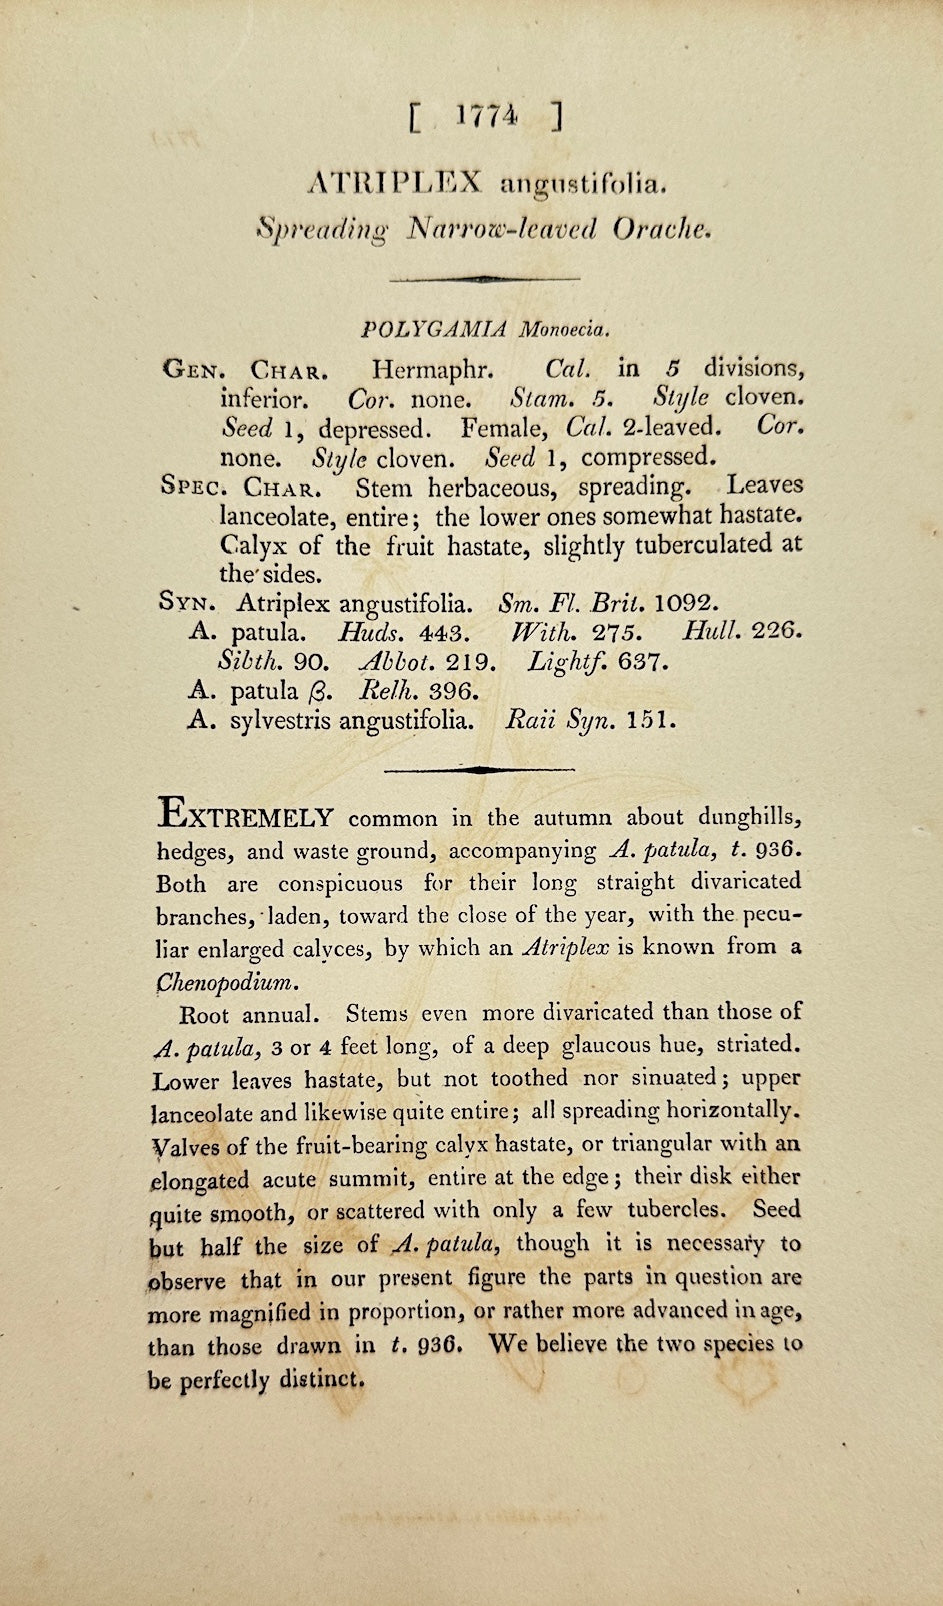 [ 1774 ]
ATRIPLEX angustifolia.
Spreading Narrow-leaved Orache.
POLYGAMIA Monoecia.
GEN. CHAR. Hermaphr. Cal. in 5 divisions,
inferior. Cor. none. Stam. 5. Style cloven.
Seed 1, depressed. Female, Cal. 2-leaved. Cor.
none. Style cloven. Seed 1, compressed.
SPEC. CHAR. Stem herbaceous, spreading. Leaves
lanceolate, entire; the lower ones somewhat hastate.
Calyx of the fruit hastate, slightly tuberculated at
the sides.
SYN. Atriplex angustifolia. Sm. Fl. Brit. 1092.
A. patula. Huds. 443. With. 275. Hull. 226.
Sibth. 90. Abbot. 219. Lightf. 637.
A. patula β. Relh. 396.
A. sylvestris angustifolia. Raii Syn. 151.
EXTREMELY common in the autumn about dunghills,
hedges, and waste ground, accompanying A. patula, t. 936.
Both are conspicuous for their long straight divaricated
branches, laden, toward the close of the year, with the pecu-
liar enlarged calyces, by which an Atriplex is known from a
Chenopodium.
Root annual. Stems even more divaricated than those of
A. patula, 3 or 4 feet long, of a deep glaucous hue, striated.
Lower leaves hastate, but not toothed nor sinuated; upper
lanceolate and likewise quite entire; all spreading horizontally.
Valves of the fruit-bearing calyx hastate, or triangular with an
elongated acute summit, entire at the edge; their disk either
quite smooth, or scattered with only a few tubercles. Seed
but half the size of A. patula, though it is necessary to
observe that in our present figure the parts in question are
more magnified in proportion, or rather more advanced in age,
than those drawn in t. 936. We believe the two species to
be perfectly distinct.